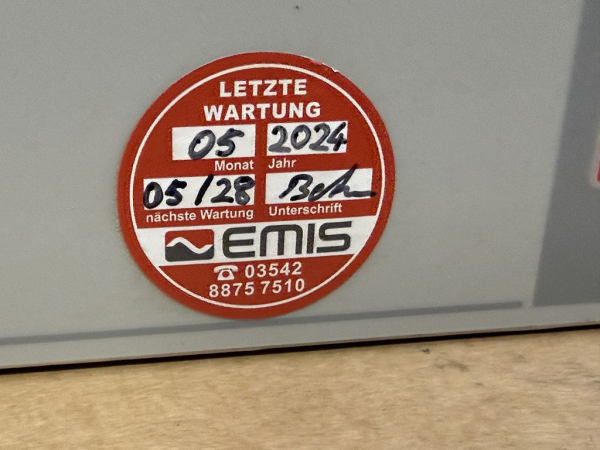 LETZTE
WARTUNG
05 2024
Monat Jahr
05/28
nächste Wartung Unterschrift
EMIS
☎ 03542
8875 7510